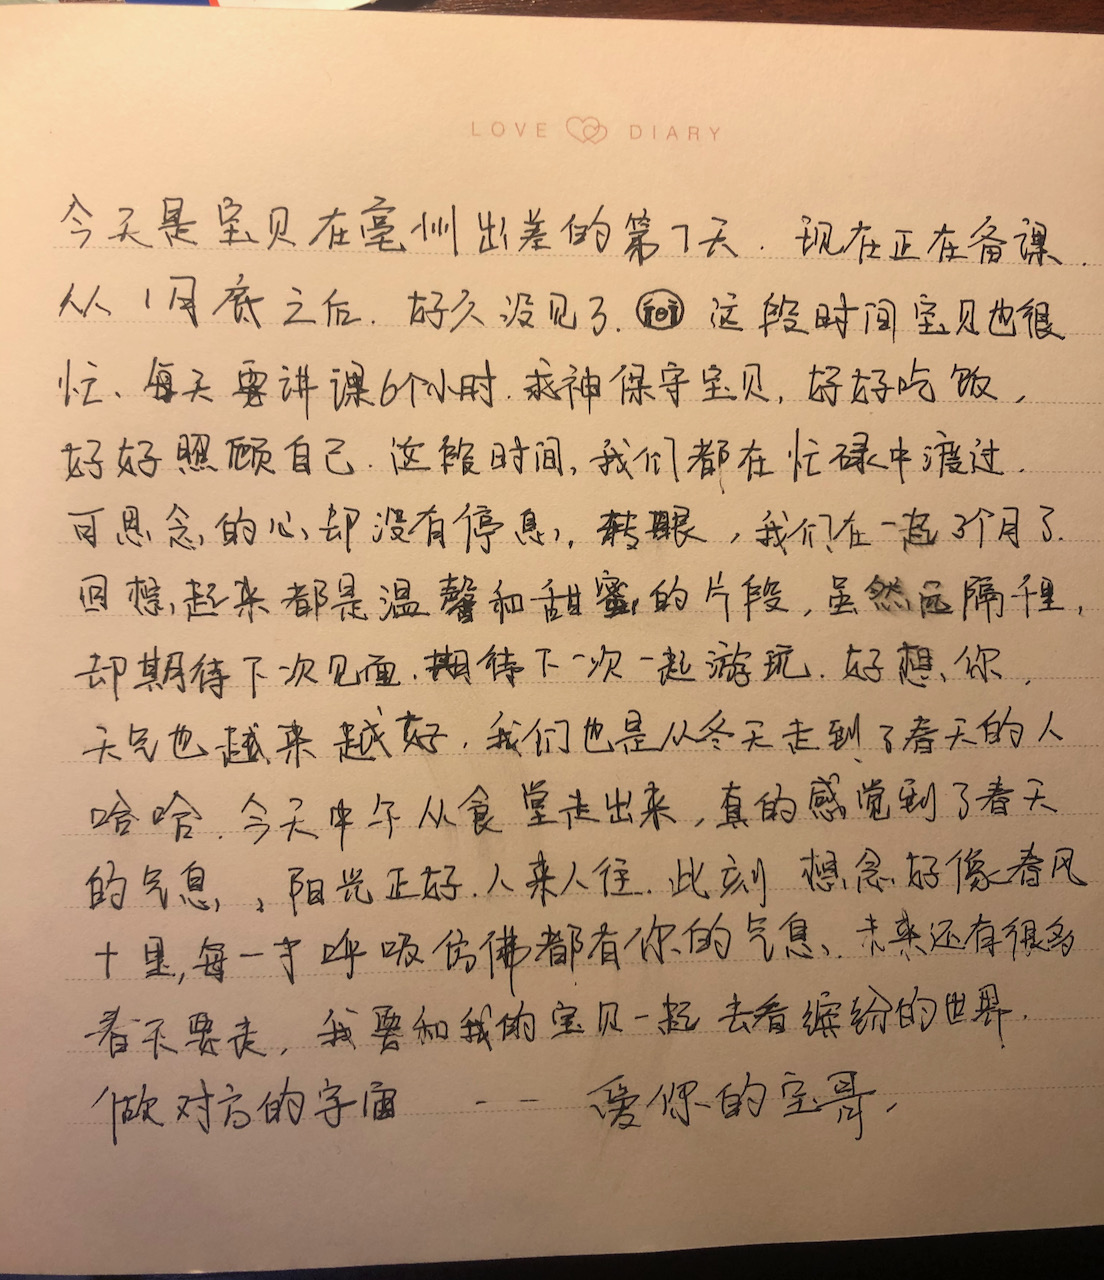 LOVE DIARY
今天是宝贝在亳州出差的第7天. 现在正在备课.
从1月底之后. 好久没见了. 这段时间宝贝也很
忙、每天要讲课6个小时. 求神保守宝贝, 好好吃饭,
好好照顾自己. 这段时间, 我们都在忙碌中渡过.
可思念的心却没有停息, 转眼, 我们在一起3个月了.
回想起来都是温馨和甜蜜的片段, 虽然远隔千里,
却期待下次见面. 期待下一次一起游玩. 好想你,
天气也越来越好, 我们也是从冬天走到了春天的人
哈哈. 今天中午从食堂走出来, 真的感觉到了春天
的气息、阳光正好. 人来人往. 此刻 想念好像春风
十里, 每一寸呼吸仿佛都有你的气息、未来还有很多
春天要走, 我要和我的宝贝一起去看缤纷的世界.
做对方的宇宙 -- 爱你的宝哥,